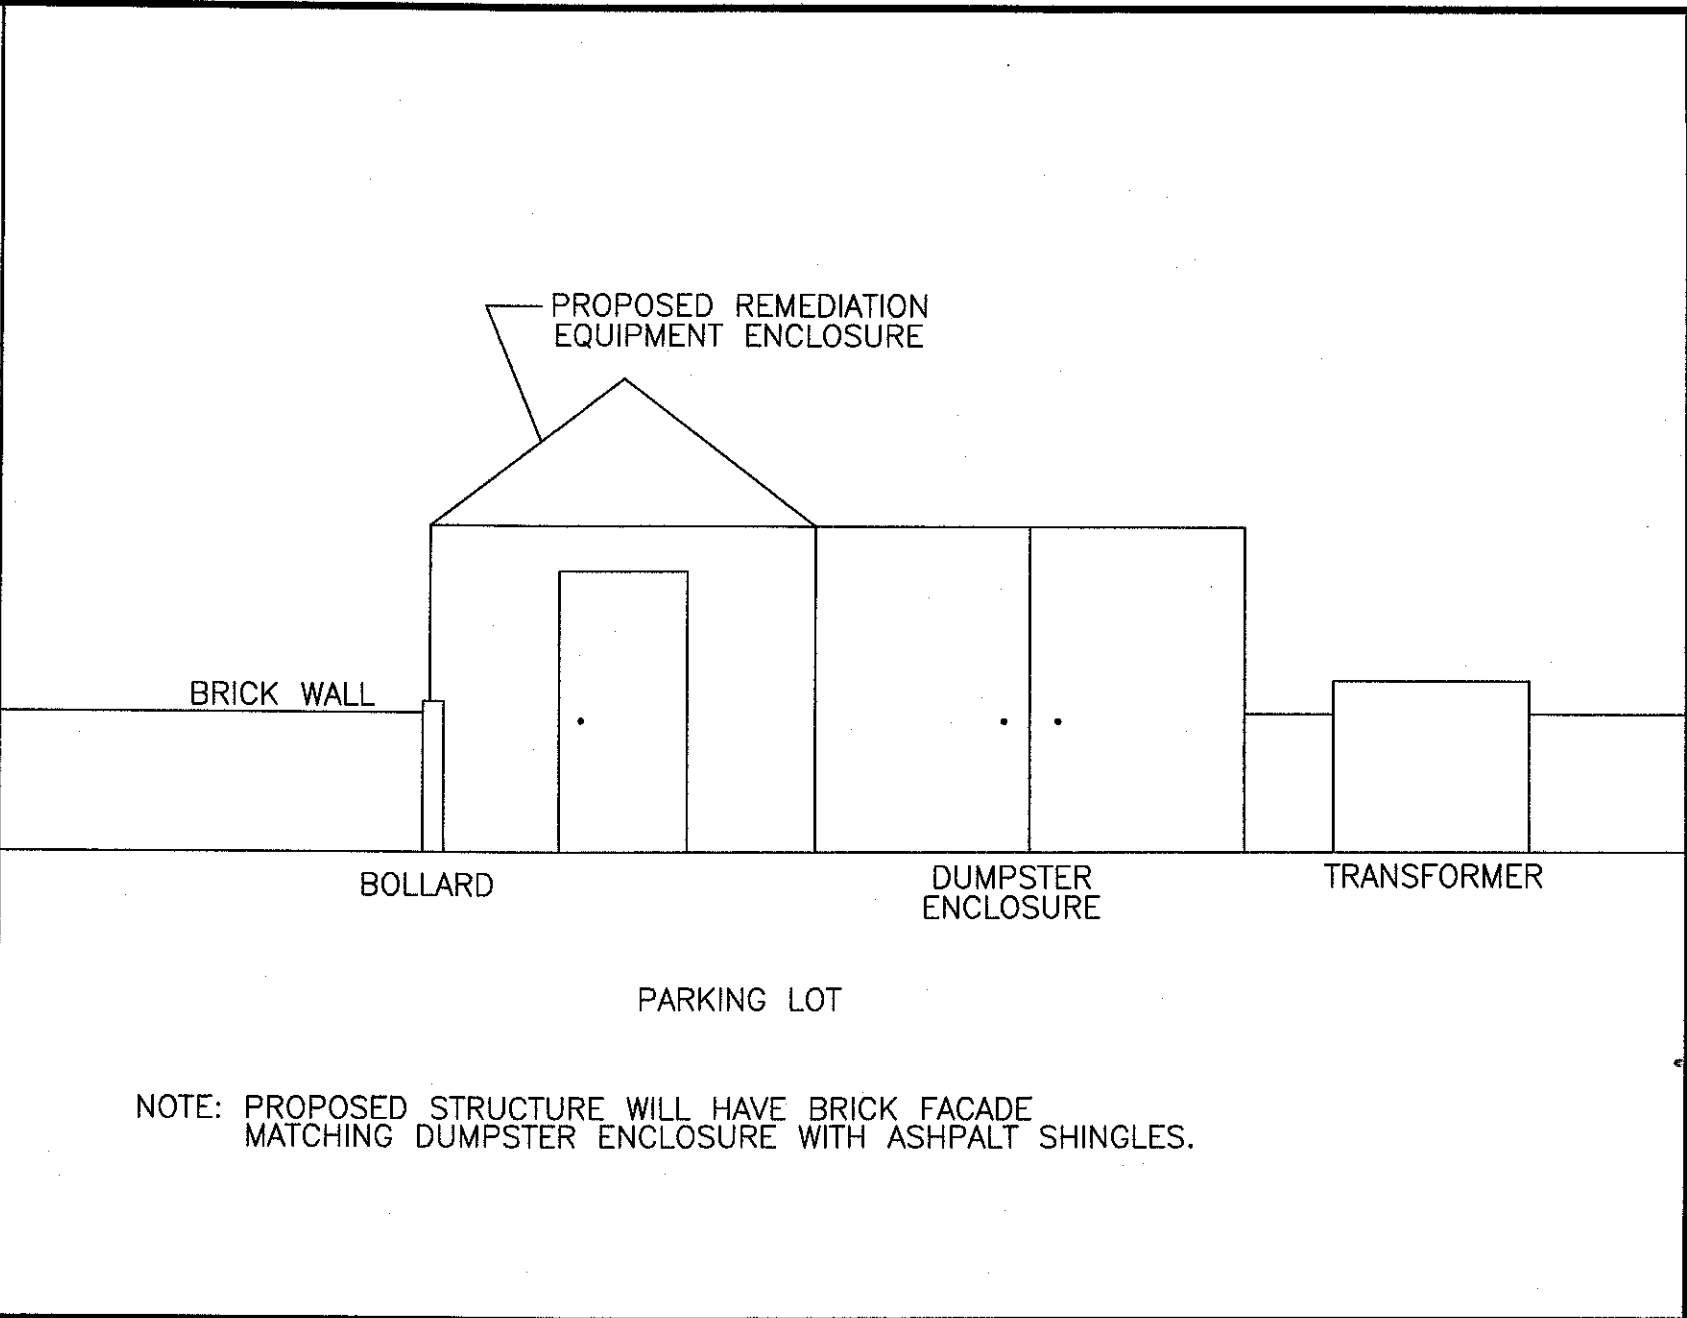 PROPOSED REMEDIATION
EQUIPMENT ENCLOSURE
BRICK WALL
BOLLARD
DUMPSTER
ENCLOSURE
TRANSFORMER
PARKING LOT
NOTE: PROPOSED STRUCTURE WILL HAVE BRICK FACADE
MATCHING DUMPSTER ENCLOSURE WITH ASHPALT SHINGLES.